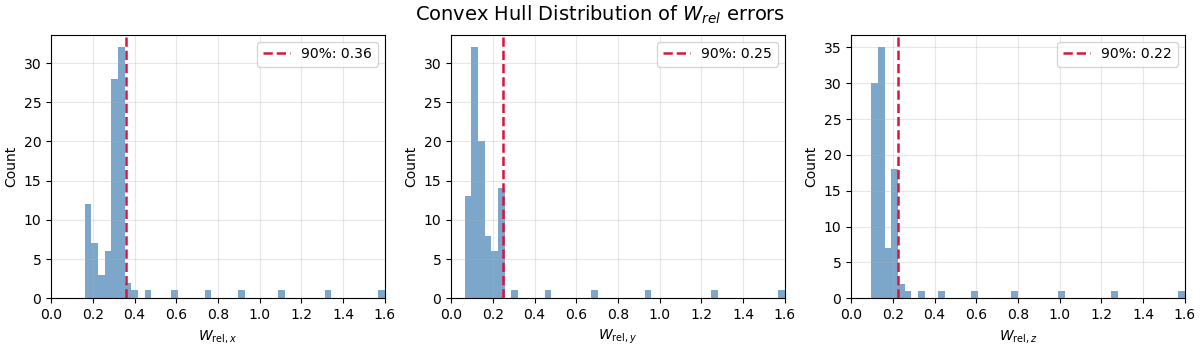 Convex Hull Distribution of W_rel errors
90%: 0.36
Count
0 5 10 15 20 25 30
0.0 0.2 0.4 0.6 0.8 1.0 1.2 1.4 1.6
W_rel, x
90%: 0.25
Count
0 5 10 15 20 25 30
0.0 0.2 0.4 0.6 0.8 1.0 1.2 1.4 1.6
W_rel, y
90%: 0.22
Count
0 5 10 15 20 25 30 35
0.0 0.2 0.4 0.6 0.8 1.0 1.2 1.4 1.6
W_rel, z